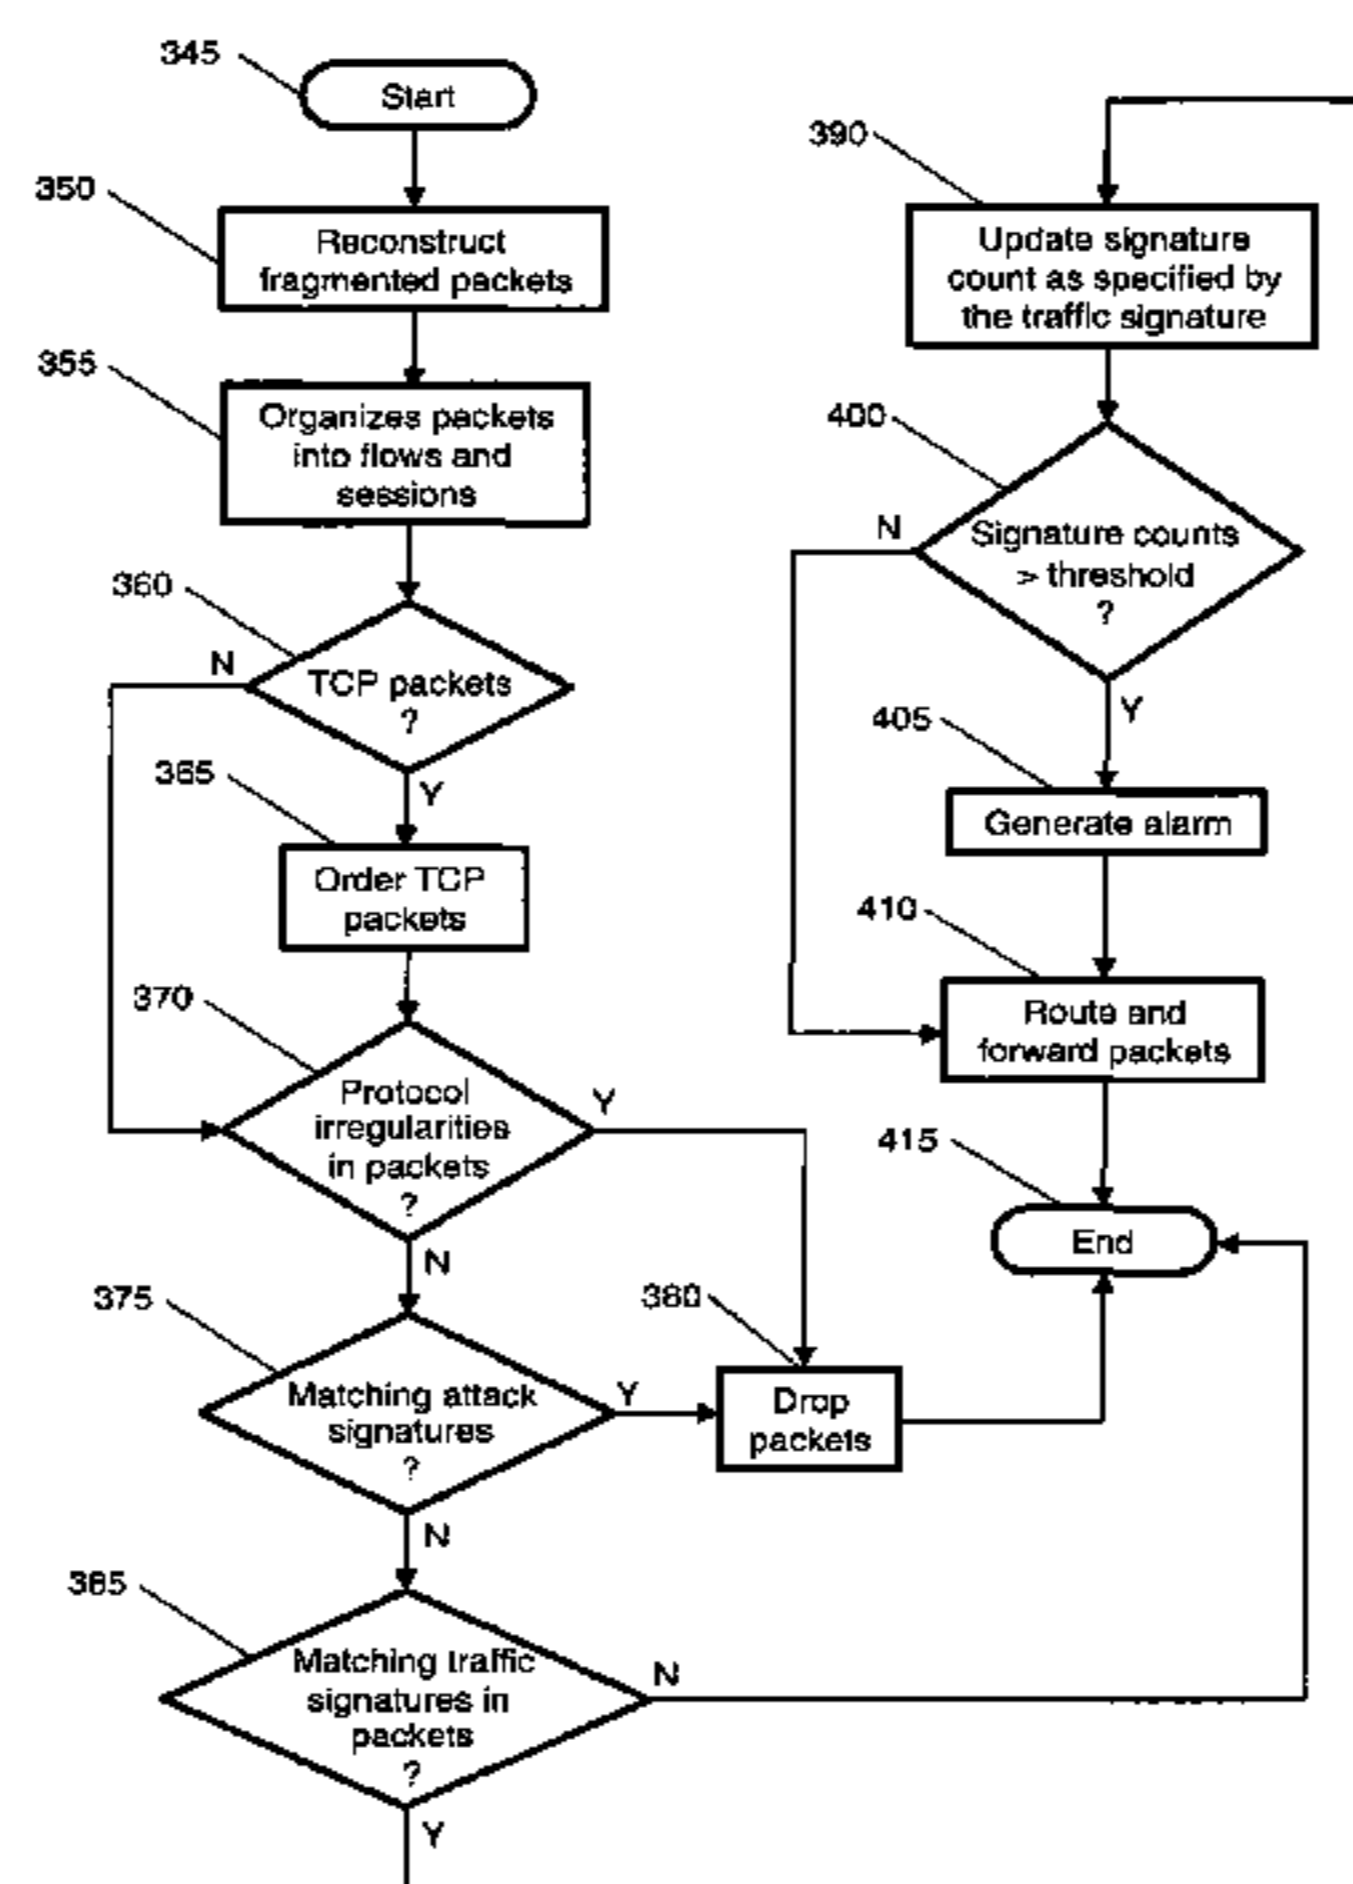 345
Start
350
Reconstruct
fragmented packets
355
Organizes packets
into flows and
sessions
360
N
TCP packets
?
Y
365
Order TCP
packets
370
Protocol
irregularities
in packets
?
Y
N
375
Matching attack
signatures
?
Y
N
380
Drop
packets
385
Matching traffic
signatures in
packets
?
N
Y
390
Update signature
count as specified by
the traffic signature
400
N
Signature counts
> threshold
?
Y
405
Generate alarm
410
Route and
forward packets
415
End